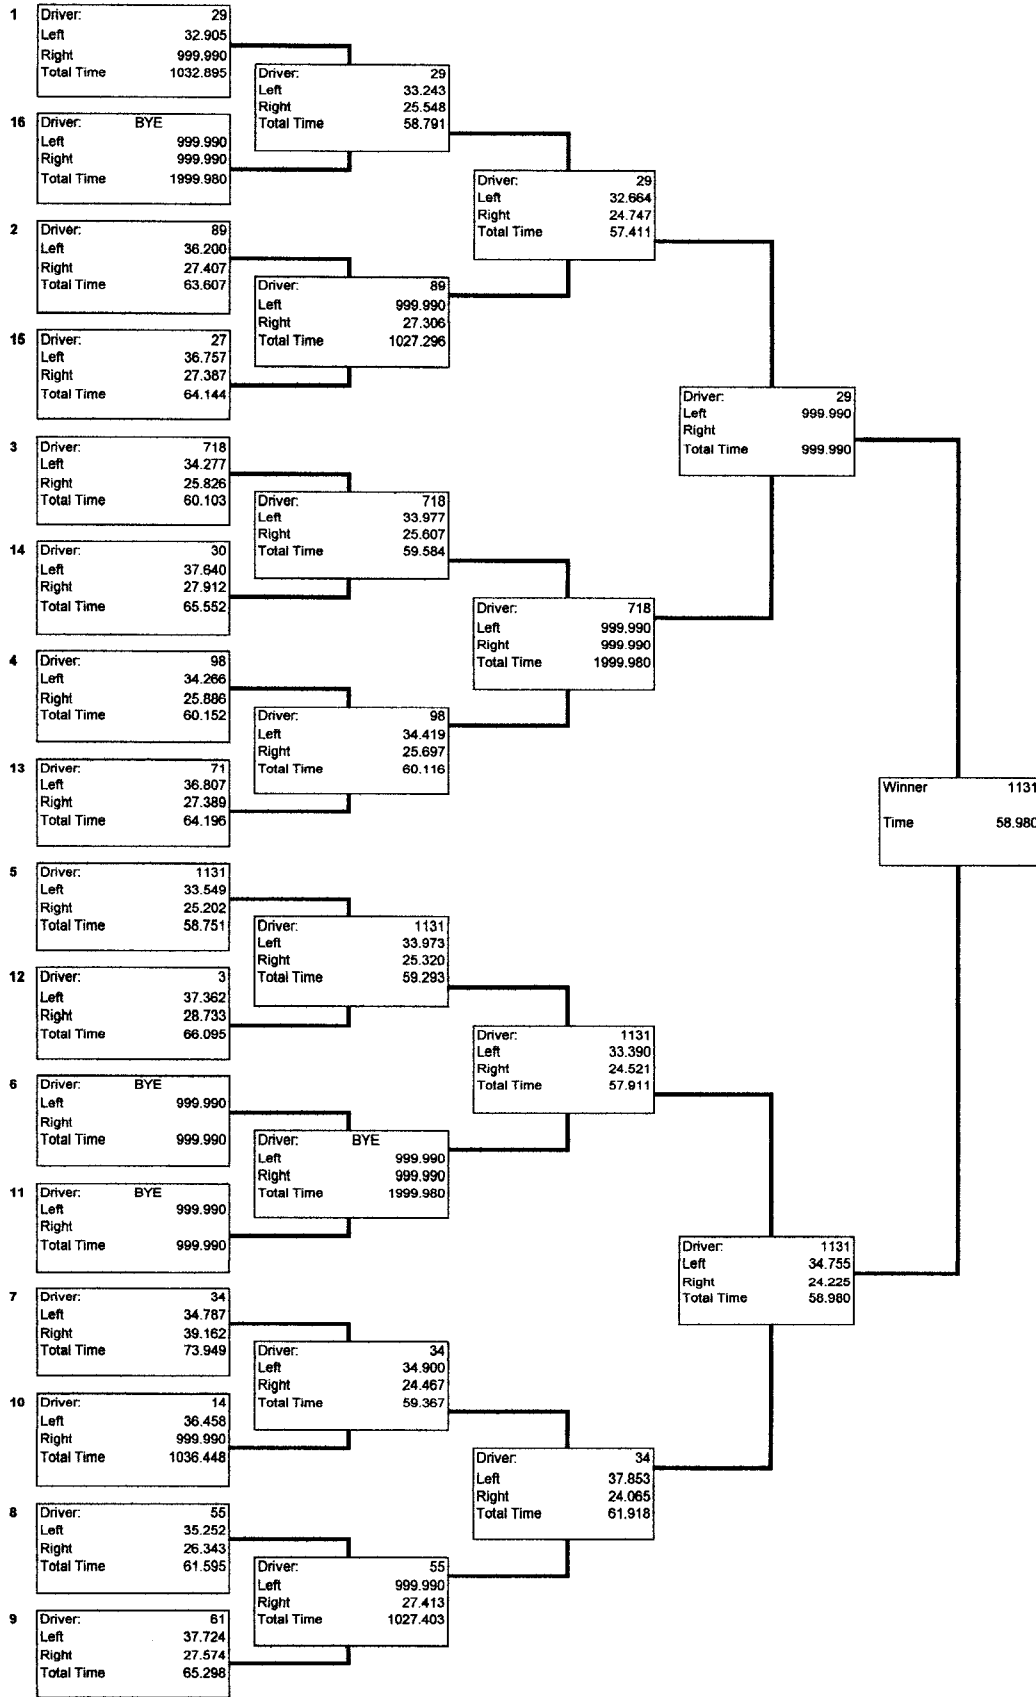 1 Driver: 29
Left 32.905
Right 999.990
Total Time 1032.895
16 Driver: BYE
Left 999.990
Right 999.990
Total Time 1999.980
2 Driver: 89
Left 36.200
Right 27.407
Total Time 63.607
15 Driver: 27
Left 36.757
Right 27.387
Total Time 64.144
3 Driver: 718
Left 34.277
Right 25.826
Total Time 60.103
14 Driver: 30
Left 37.640
Right 27.912
Total Time 65.552
4 Driver: 98
Left 34.266
Right 25.886
Total Time 60.152
13 Driver: 71
Left 36.807
Right 27.389
Total Time 64.196
5 Driver: 1131
Left 33.549
Right 25.202
Total Time 58.751
12 Driver: 3
Left 37.362
Right 28.733
Total Time 66.095
6 Driver: BYE
Left 999.990
Right
Total Time 999.990
11 Driver: BYE
Left 999.990
Right
Total Time 999.990
7 Driver: 34
Left 34.787
Right 39.162
Total Time 73.949
10 Driver: 14
Left 36.458
Right 999.990
Total Time 1036.448
8 Driver: 55
Left 35.252
Right 26.343
Total Time 61.595
9 Driver: 61
Left 37.724
Right 27.574
Total Time 65.298
Driver: 29
Left 33.243
Right 25.548
Total Time 58.791
Driver: 89
Left 999.990
Right 27.306
Total Time 1027.296
Driver: 718
Left 33.977
Right 25.607
Total Time 59.584
Driver: 98
Left 34.419
Right 25.697
Total Time 60.116
Driver: 1131
Left 33.973
Right 25.320
Total Time 59.293
Driver: BYE
Left 999.990
Right 999.990
Total Time 1999.980
Driver: 34
Left 34.900
Right 24.467
Total Time 59.367
Driver: 55
Left 999.990
Right 27.413
Total Time 1027.403
Driver: 29
Left 32.664
Right 24.747
Total Time 57.411
Driver: 718
Left 999.990
Right 999.990
Total Time 1999.980
Driver: 1131
Left 33.390
Right 24.521
Total Time 57.911
Driver: 34
Left 37.853
Right 24.065
Total Time 61.918
Driver: 29
Left 999.990
Right
Total Time 999.990
Driver: 1131
Left 34.755
Right 24.225
Total Time 58.980
Winner 1131
Time 58.980